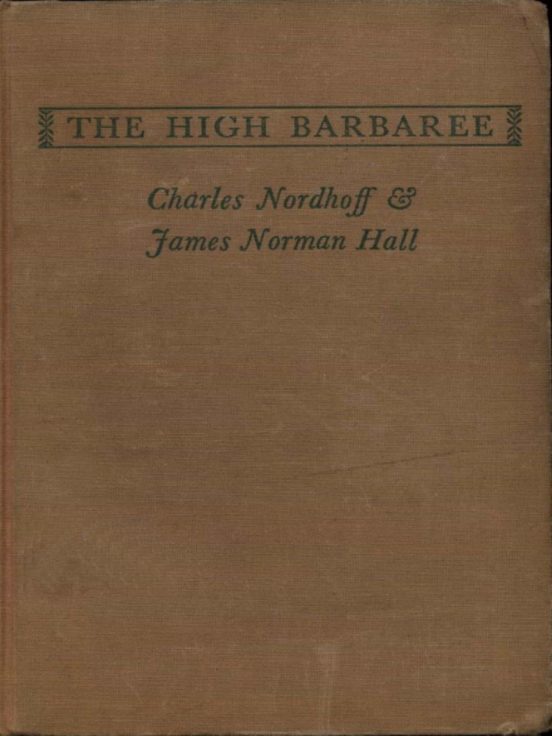 THE HIGH BARBAREE
Charles Nordhoff &
James Norman Hall